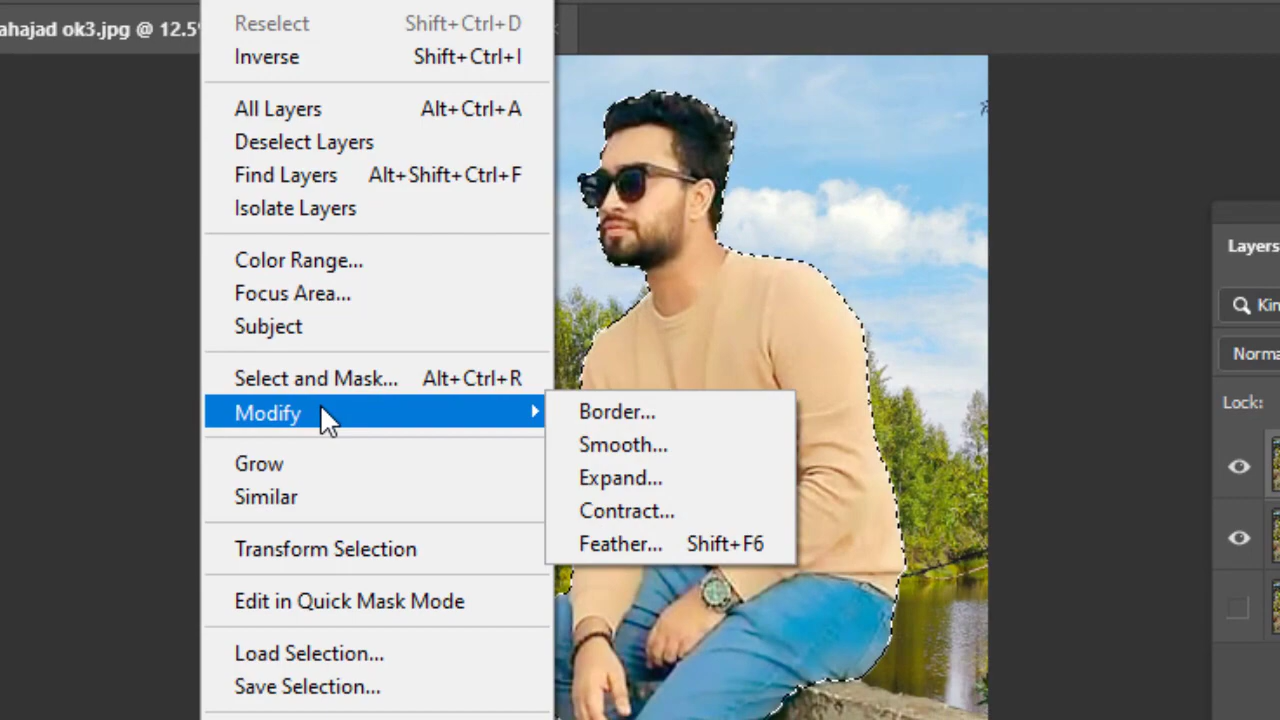 ahajad ok3.jpg @ 12.5
Reselect Shift+Ctrl+D
Inverse Shift+Ctrl+I
All Layers Alt+Ctrl+A
Deselect Layers
Find Layers Alt+Shift+Ctrl+F
Isolate Layers
Color Range...
Focus Area...
Subject
Select and Mask... Alt+Ctrl+R
Modify
Grow
Similar
Transform Selection
Edit in Quick Mask Mode
Load Selection...
Save Selection...
Border...
Smooth...
Expand...
Contract...
Feather... Shift+F6
Layers
Kin
Norma
Lock: